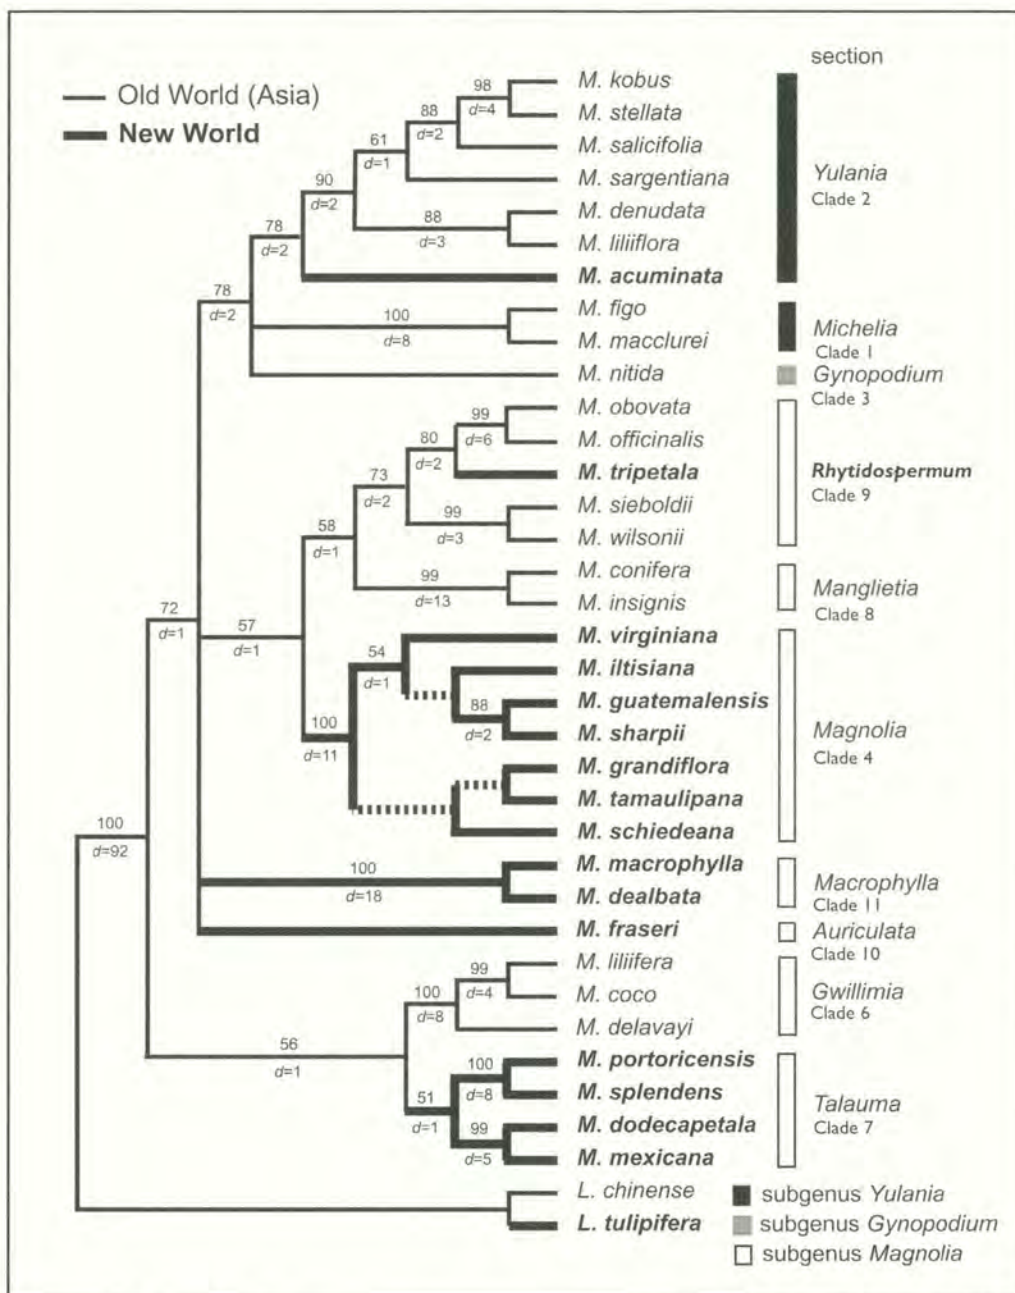 section
Old World (Asia)
New World
M. kobus
M. stellata
M. salicifolia
M. sargentiana
M. denudata
M. liliiflora
M. acuminata
Yulania
Clade 2
M. figo
M. macclurei
Michelia
Clade 1
M. nitida
Gynopodium
Clade 3
M. obovata
M. officinalis
M. tripetala
M. sieboldii
M. wilsonii
Rhytidospermum
Clade 9
M. conifera
M. insignis
Manglietia
Clade 8
M. virginiana
M. iltisiana
M. guatemalensis
M. sharpii
M. grandiflora
M. tamaulipana
M. schiedeana
Magnolia
Clade 4
M. macrophylla
M. dealbata
Macrophylla
Clade 11
M. fraseri
Auriculata
Clade 10
M. liliifera
M. coco
M. delavayi
Gwillimia
Clade 6
M. portoricensis
M. splendens
M. dodecapetala
M. mexicana
Talauma
Clade 7
L. chinense
L. tulipifera
98
d=4
88
d=2
61
d=1
90
d=2
88
d=3
78
d=2
78
d=2
100
d=8
99
d=6
80
d=2
73
d=2
99
d=3
58
d=1
99
d=13
72
d=1
57
d=1
54
d=1
88
d=2
100
d=11
100
d=92
100
d=18
99
d=4
100
d=8
56
d=1
100
d=8
51
d=1
99
d=5
subgenus Yulania
subgenus Gynopodium
subgenus Magnolia